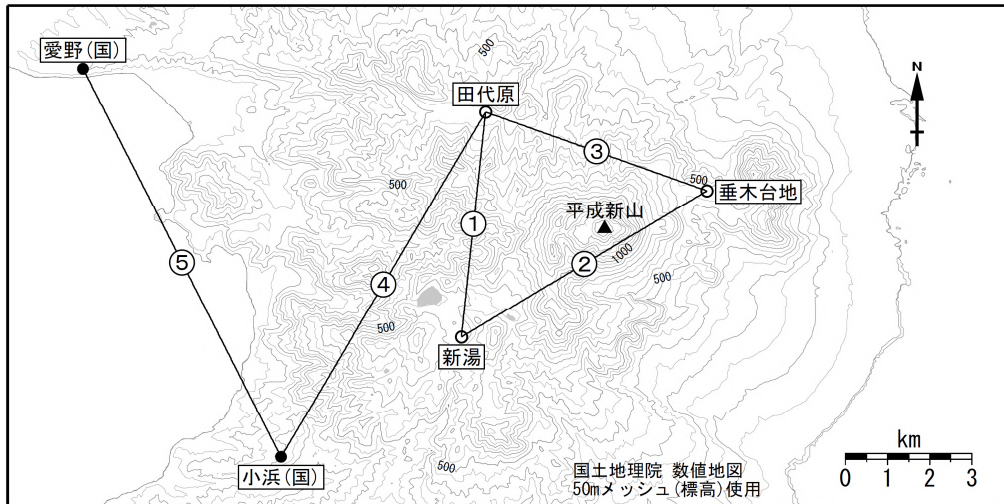 愛野(国)
500
N
田代原
③
500
500
垂木台地
平成新山
①
②
1000
⑤
④
500
500
新湯
km
小浜(国)
500
国土地理院 数値地図
50mメッシュ(標高)使用
0 1 2 3